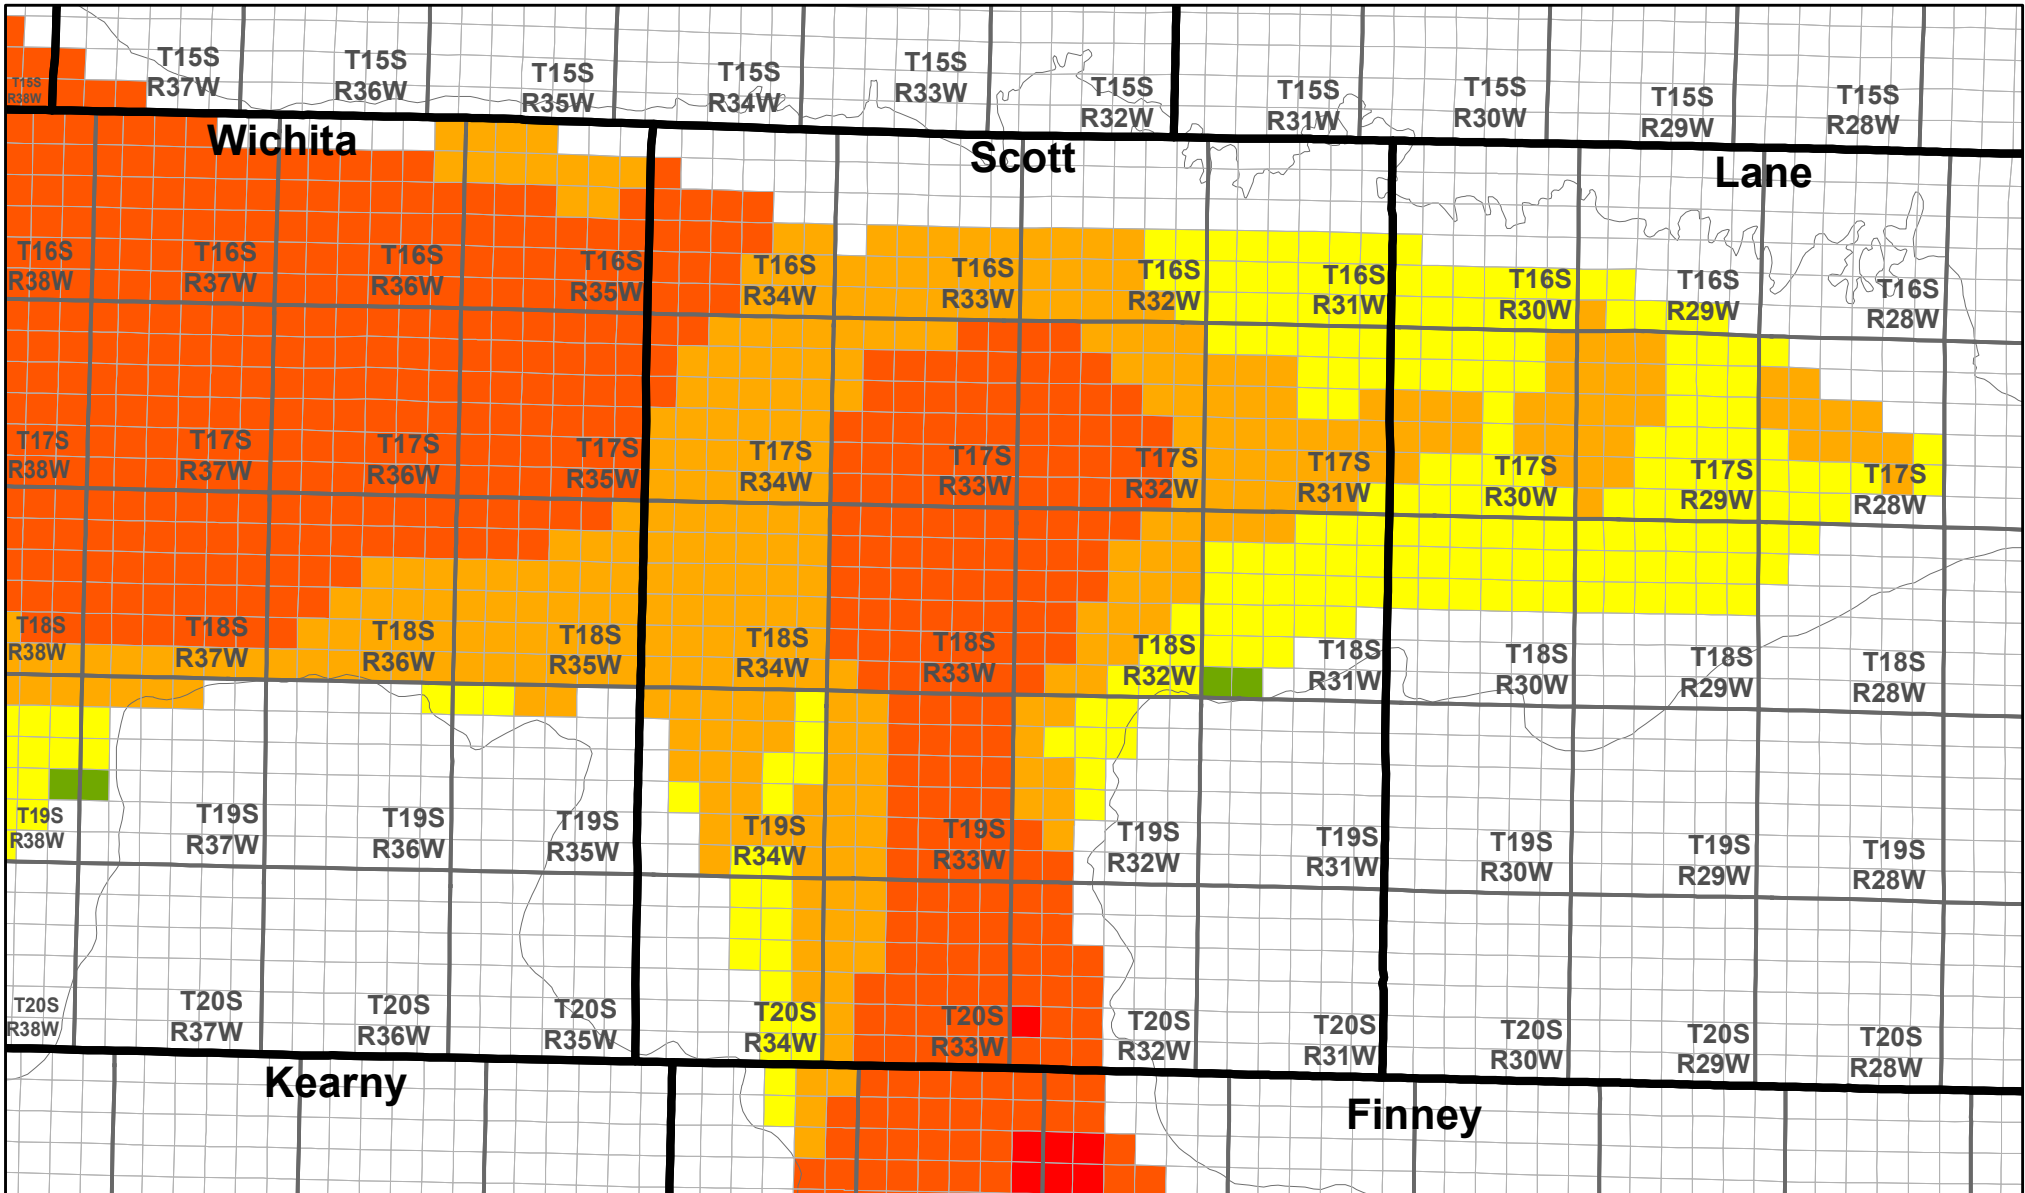 T15S
R38W
T15S
R37W
T15S
R36W
T15S
R35W
T15S
R34W
T15S
R33W
T15S
R32W
T15S
R31W
T15S
R30W
T15S
R29W
T15S
R28W
Wichita
Scott
Lane
T16S
R38W
T16S
R37W
T16S
R36W
T16S
R35W
T16S
R34W
T16S
R33W
T16S
R32W
T16S
R31W
T16S
R30W
T16S
R29W
T16S
R28W
T17S
R38W
T17S
R37W
T17S
R36W
T17S
R35W
T17S
R34W
T17S
R33W
T17S
R32W
T17S
R31W
T17S
R30W
T17S
R29W
T17S
R28W
T18S
R38W
T18S
R37W
T18S
R36W
T18S
R35W
T18S
R34W
T18S
R33W
T18S
R32W
T18S
R31W
T18S
R30W
T18S
R29W
T18S
R28W
T19S
R38W
T19S
R37W
T19S
R36W
T19S
R35W
T19S
R34W
T19S
R33W
T19S
R32W
T19S
R31W
T19S
R30W
T19S
R29W
T19S
R28W
T20S
R38W
T20S
R37W
T20S
R36W
T20S
R35W
T20S
R34W
T20S
R33W
T20S
R32W
T20S
R31W
T20S
R30W
T20S
R29W
T20S
R28W
Kearny
Finney